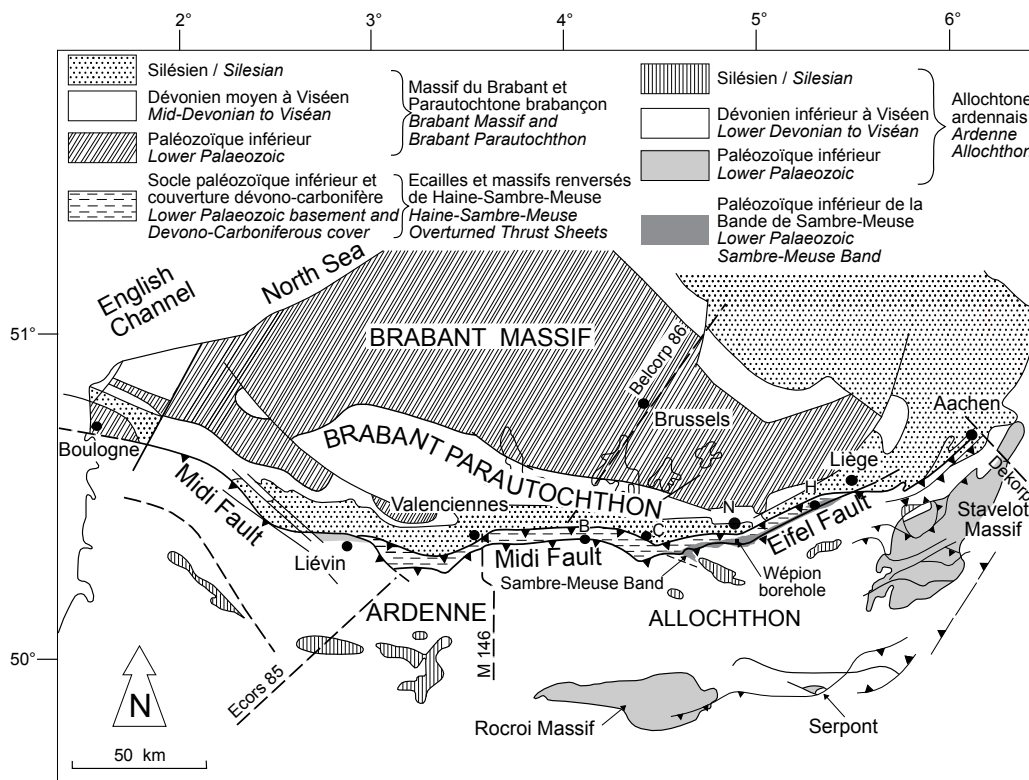 2°
3°
4°
5°
6°
Silésien / Silesian
Dévonien moyen à Viséen
Mid-Devonian to Viséan
Paléozoïque inférieur
Lower Palaeozoic
Massif du Brabant et
Parautochtone brabançon
Brabant Massif and
Brabant Parautochthon
Socle paléozoïque inférieur et
couverture dévono-carbonifère
Lower Palaeozoic basement and
Devono-Carboniferous cover
Ecailles et massifs renversés
de Haine-Sambre-Meuse
Haine-Sambre-Meuse
Overturned Thrust Sheets
Silésien / Silesian
Dévonien inférieur à Viséen
Lower Devonian to Viséan
Paléozoïque inférieur
Lower Palaeozoic
Allochtone
ardennais
Ardenne
Allochthon
Paléozoïque inférieur de la
Bande de Sambre-Meuse
Lower Palaeozoic
Sambre-Meuse Band
English
Channel
North Sea
51°
BRABANT MASSIF
Belcorp 86
Brussels
Aachen
Boulogne
BRABANT PARAUTOCHTHON
Liège
Dekorp
Midi Fault
Valenciennes
N
H
Stavelot
Massif
B
C
Eifel Fault
Liévin
Midi Fault
Sambre-Meuse Band
Wépion
borehole
ARDENNE
ALLOCHTHON
50°
M 146
Ecors 85
N
Rocroi Massif
Serpont
50 km